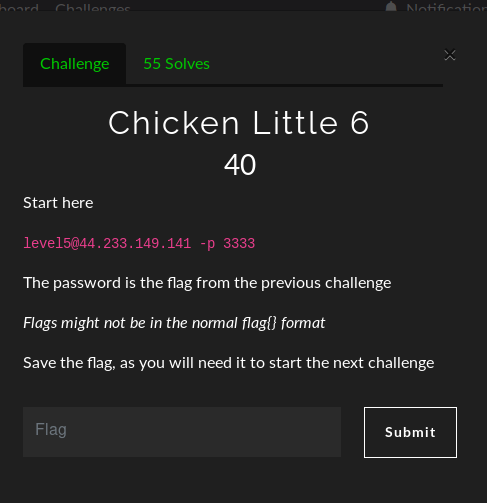 board Challenges Notification
Challenge 55 Solves
×
Chicken Little 6
40
Start here
level5@44.233.149.141 -p 3333
The password is the flag from the previous challenge
Flags might not be in the normal flag{} format
Save the flag, as you will need it to start the next challenge
Flag Submit